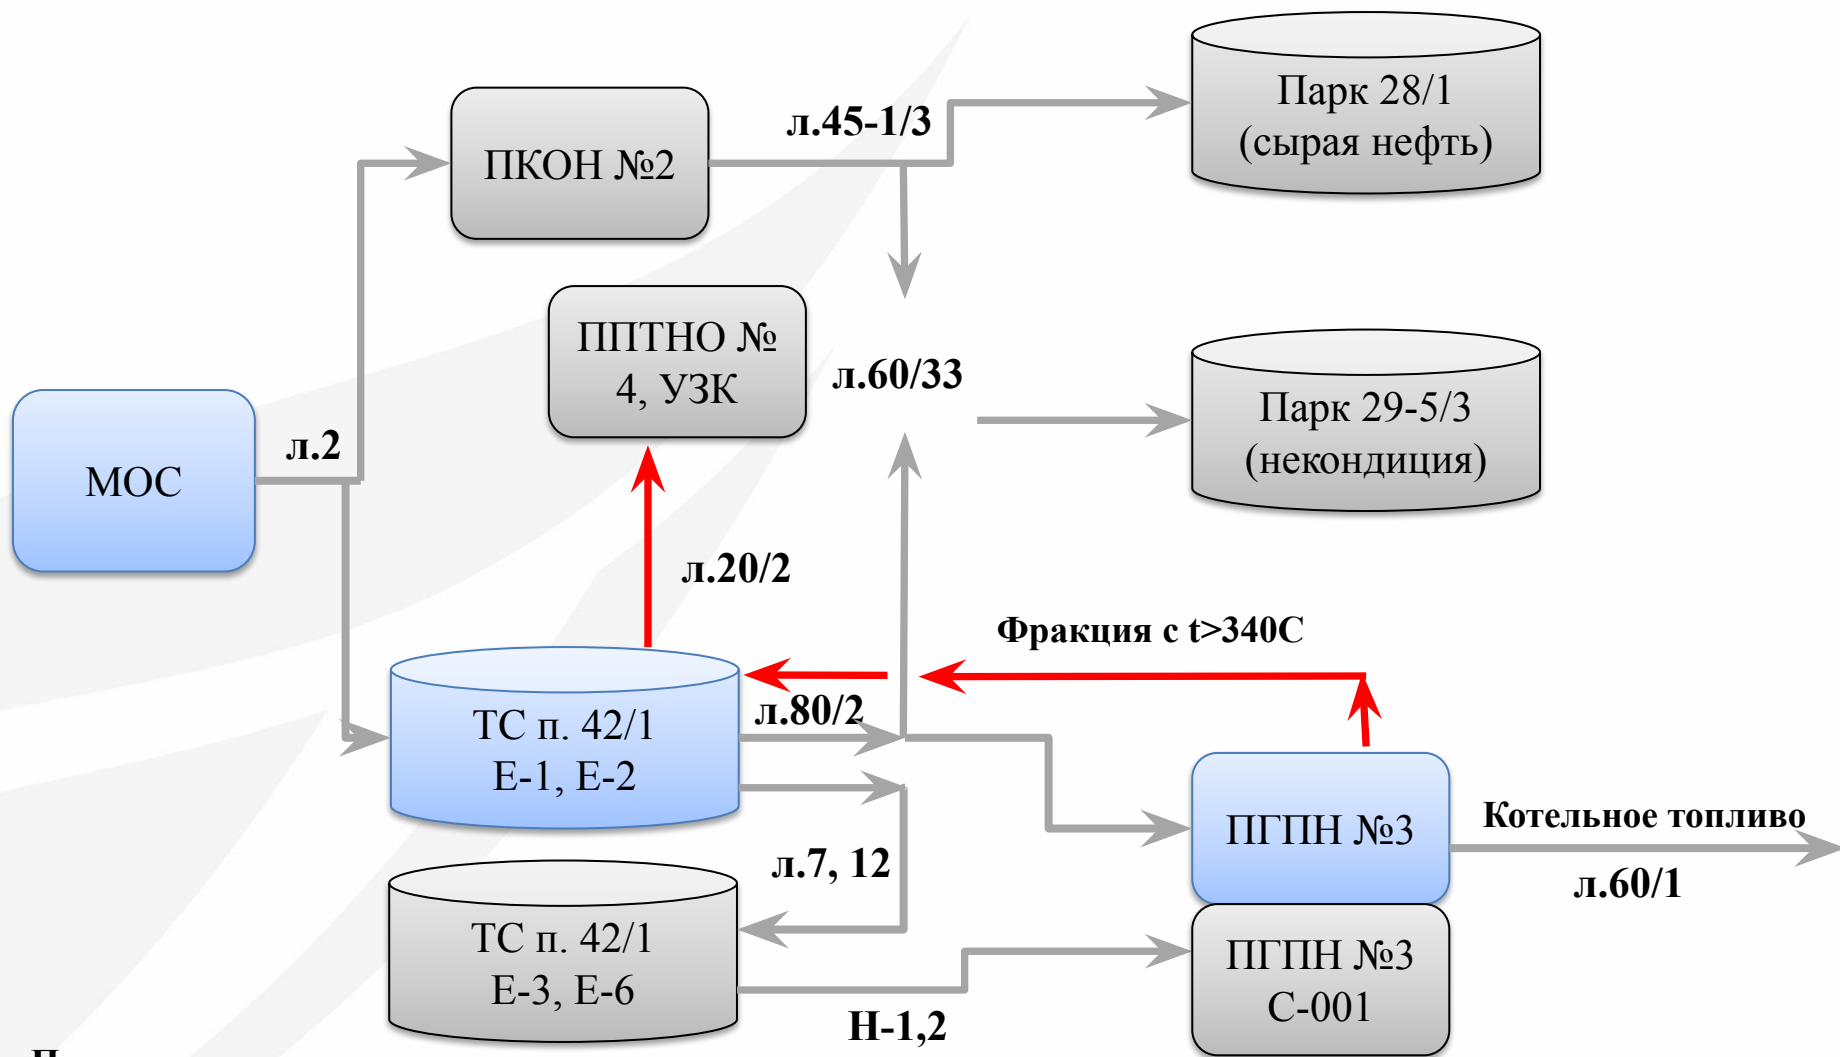 Парк 28/1
(сырая нефть)
л.45-1/3
ПКОН №2
ППТНО №
4, УЗК
л.60/33
Парк 29-5/3
(некондиция)
л.2
МОС
л.20/2
Фракция с t>340С
л.80/2
ТС п. 42/1
Е-1, Е-2
ПГПН №3
Котельное топливо
л.60/1
л.7, 12
ТС п. 42/1
Е-3, Е-6
ПГПН №3
С-001
Н-1,2